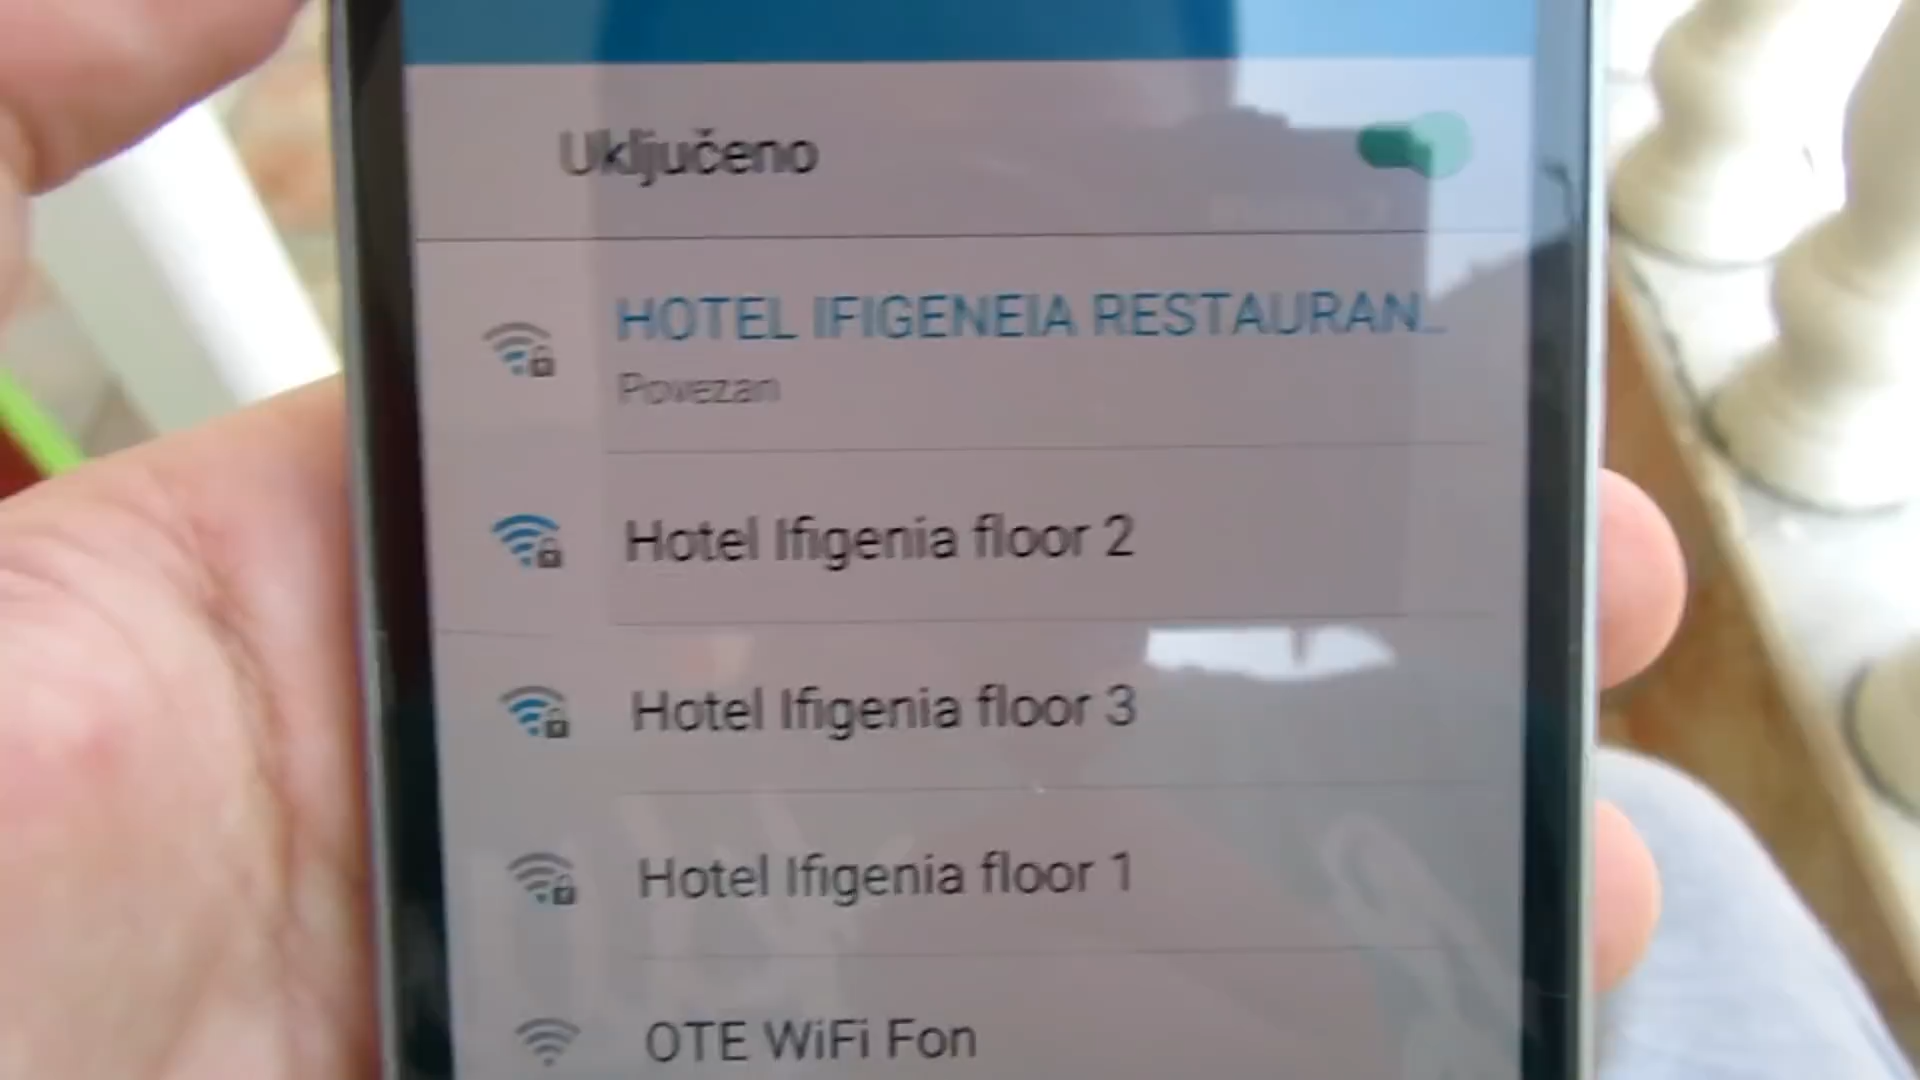 Uključeno
HOTEL IFIGENEIA RESTAURAN...
Povezan
Hotel Ifigenia floor 2
Hotel Ifigenia floor 3
Hotel Ifigenia floor 1
OTE WiFi Fon